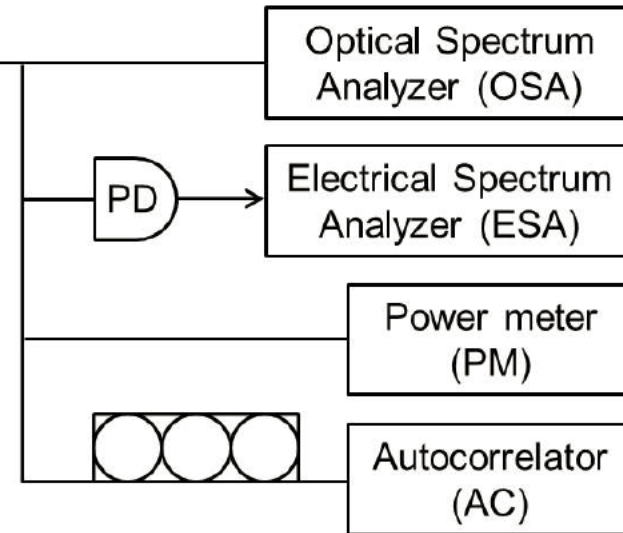 Optical Spectrum
Analyzer (OSA)
PD
Electrical Spectrum
Analyzer (ESA)
Power meter
(PM)
Autocorrelator
(AC)